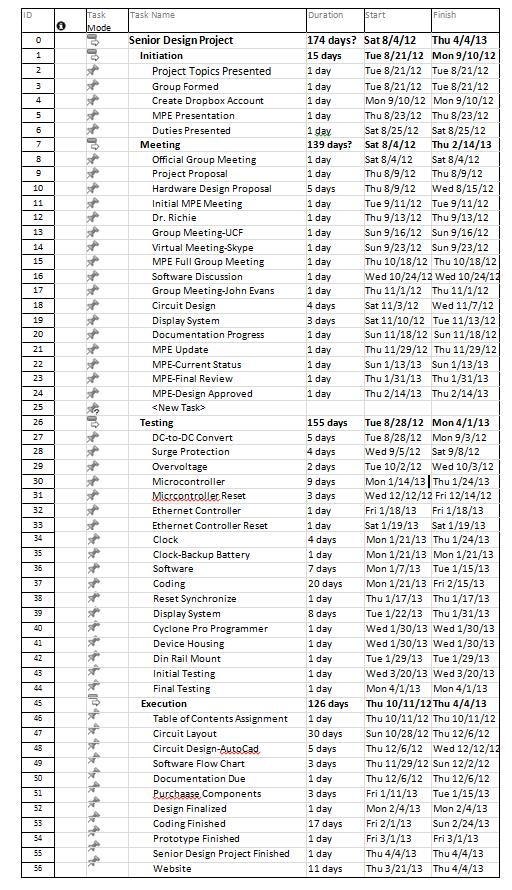 ID Task Mode Task Name Duration Start Finish
0 Senior Design Project 174 days? Sat 8/4/12 Thu 4/4/13
1 Initiation 15 days Tue 8/21/12 Mon 9/10/12
2 Project Topics Presented 1 day Tue 8/21/12 Tue 8/21/12
3 Group Formed 1 day Tue 8/21/12 Tue 8/21/12
4 Create Dropbox Account 1 day Mon 9/10/12 Mon 9/10/12
5 MPE Presentation 1 day Thu 8/23/12 Thu 8/23/12
6 Duties Presented 1 day Sat 8/25/12 Sat 8/25/12
7 Meeting 139 days? Sat 8/4/12 Thu 2/14/13
8 Official Group Meeting 1 day Sat 8/4/12 Sat 8/4/12
9 Project Proposal 1 day Thu 8/9/12 Thu 8/9/12
10 Hardware Design Proposal 5 days Thu 8/9/12 Wed 8/15/12
11 Initial MPE Meeting 1 day Tue 9/11/12 Tue 9/11/12
12 Dr. Richie 1 day Thu 9/13/12 Thu 9/13/12
13 Group Meeting-UCF 1 day Sun 9/16/12 Sun 9/16/12
14 Virtual Meeting-Skype 1 day Sun 9/23/12 Sun 9/23/12
15 MPE Full Group Meeting 1 day Thu 10/18/12 Thu 10/18/12
16 Software Discussion 1 day Wed 10/24/12 Wed 10/24/12
17 Group Meeting-John Evans 1 day Thu 11/1/12 Thu 11/1/12
18 Circuit Design 4 days Sat 11/3/12 Wed 11/7/12
19 Display System 3 days Sat 11/10/12 Tue 11/13/12
20 Documentation Progress 1 day Sun 11/18/12 Sun 11/18/12
21 MPE Update 1 day Thu 11/29/12 Thu 11/29/12
22 MPE-Current Status 1 day Sun 1/13/13 Sun 1/13/13
23 MPE-Final Review 1 day Thu 1/31/13 Thu 1/31/13
24 MPE-Design Approved 1 day Thu 2/14/13 Thu 2/14/13
25 <New Task>
26 Testing 155 days Tue 8/28/12 Mon 4/1/13
27 DC-to-DC Convert 5 days Tue 8/28/12 Mon 9/3/12
28 Surge Protection 4 days Wed 9/5/12 Sat 9/8/12
29 Overvoltage 2 days Tue 10/2/12 Wed 10/3/12
30 Microcontroller 9 days Mon 1/14/13 Thu 1/24/13
31 Micrcontroller Reset 3 days Wed 12/12/12 Fri 12/14/12
32 Ethernet Controller 1 day Fri 1/18/13 Fri 1/18/13
33 Ethernet Controller Reset 1 day Sat 1/19/13 Sat 1/19/13
34 Clock 4 days Mon 1/21/13 Thu 1/24/13
35 Clock-Backup Battery 1 day Mon 1/21/13 Mon 1/21/13
36 Software 7 days Mon 1/7/13 Tue 1/15/13
37 Coding 20 days Mon 1/21/13 Fri 2/15/13
38 Reset Synchronize 1 day Thu 1/17/13 Thu 1/17/13
39 Display System 8 days Tue 1/22/13 Thu 1/31/13
40 Cyclone Pro Programmer 1 day Wed 1/30/13 Wed 1/30/13
41 Device Housing 1 day Wed 1/30/13 Wed 1/30/13
42 Din Rail Mount 1 day Tue 1/29/13 Tue 1/29/13
43 Initial Testing 1 day Wed 3/20/13 Wed 3/20/13
44 Final Testing 1 day Mon 4/1/13 Mon 4/1/13
45 Execution 126 days Thu 10/11/12 Thu 4/4/13
46 Table of Contents Assignment 1 day Thu 10/11/12 Thu 10/11/12
47 Circuit Layout 30 days Sun 10/28/12 Thu 12/6/12
48 Circuit Design-AutoCad 5 days Thu 12/6/12 Wed 12/12/12
49 Software Flow Chart 3 days Thu 11/29/12 Sun 12/2/12
50 Documentation Due 1 day Thu 12/6/12 Thu 12/6/12
51 Purchaase Components 3 days Fri 1/11/13 Tue 1/15/13
52 Design Finalized 1 day Mon 2/4/13 Mon 2/4/13
53 Coding Finished 17 days Fri 2/1/13 Sun 2/24/13
54 Prototype Finished 1 day Fri 3/1/13 Fri 3/1/13
55 Senior Design Project Finished 1 day Thu 4/4/13 Thu 4/4/13
56 Website 11 days Thu 3/21/13 Thu 4/4/13